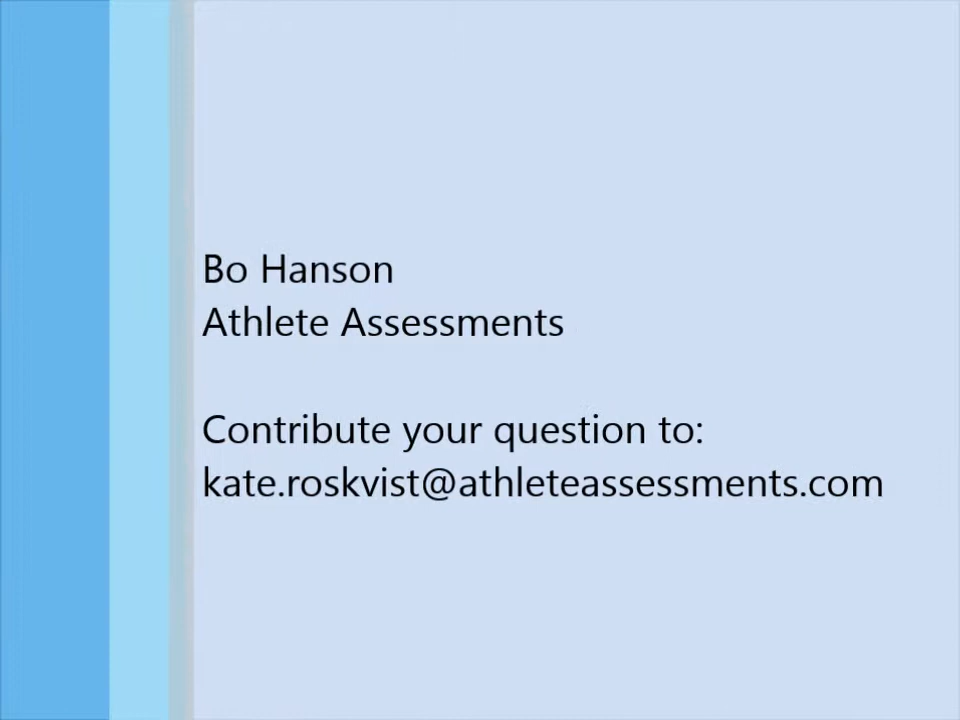 Bo Hanson
Athlete Assessments
Contribute your question to:
kate.roskvist@athleteassessments.com